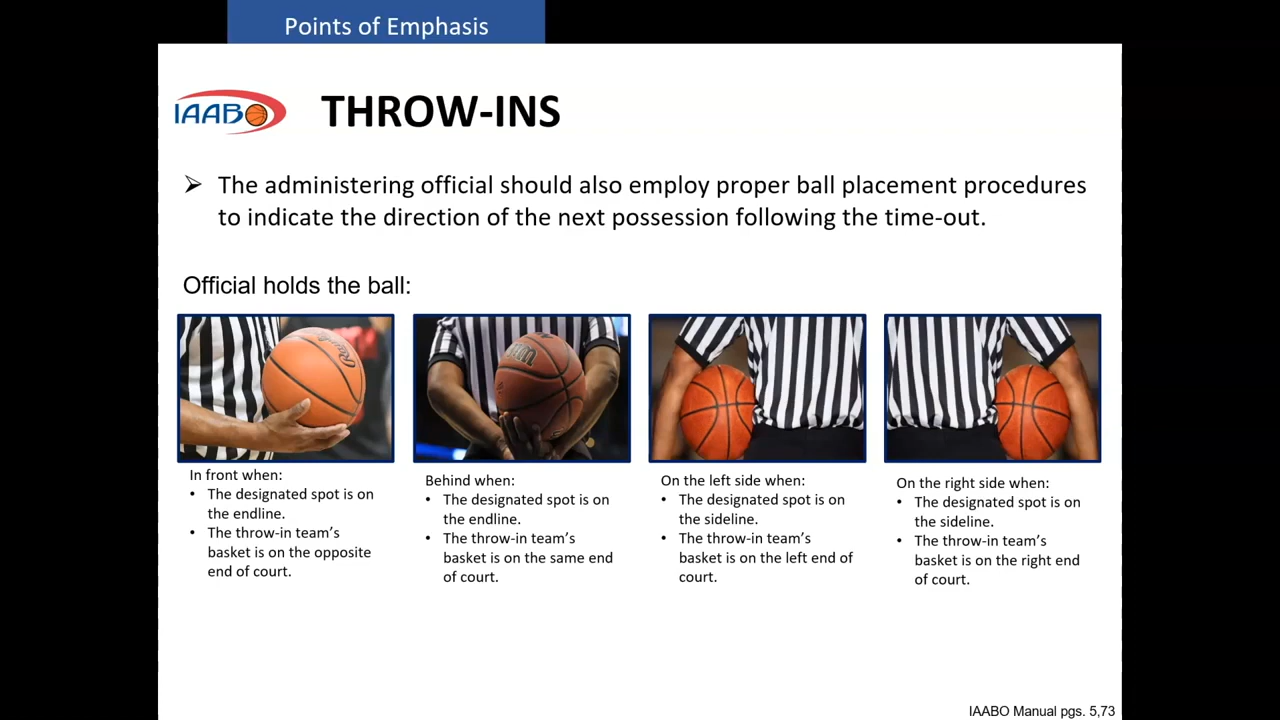 Points of Emphasis
IAABO
THROW-INS
The administering official should also employ proper ball placement procedures
to indicate the direction of the next possession following the time-out.
Official holds the ball:
In front when:
• The designated spot is on
the endline.
• The throw-in team's
basket is on the opposite
end of court.
Behind when:
• The designated spot is on
the endline.
• The throw-in team's
basket is on the same end
of court.
On the left side when:
• The designated spot is on
the sideline.
• The throw-in team's
basket is on the left end of
court.
On the right side when:
• The designated spot is on
the sideline.
• The throw-in team's
basket is on the right end
of court.
IAABO Manual pgs. 5,73